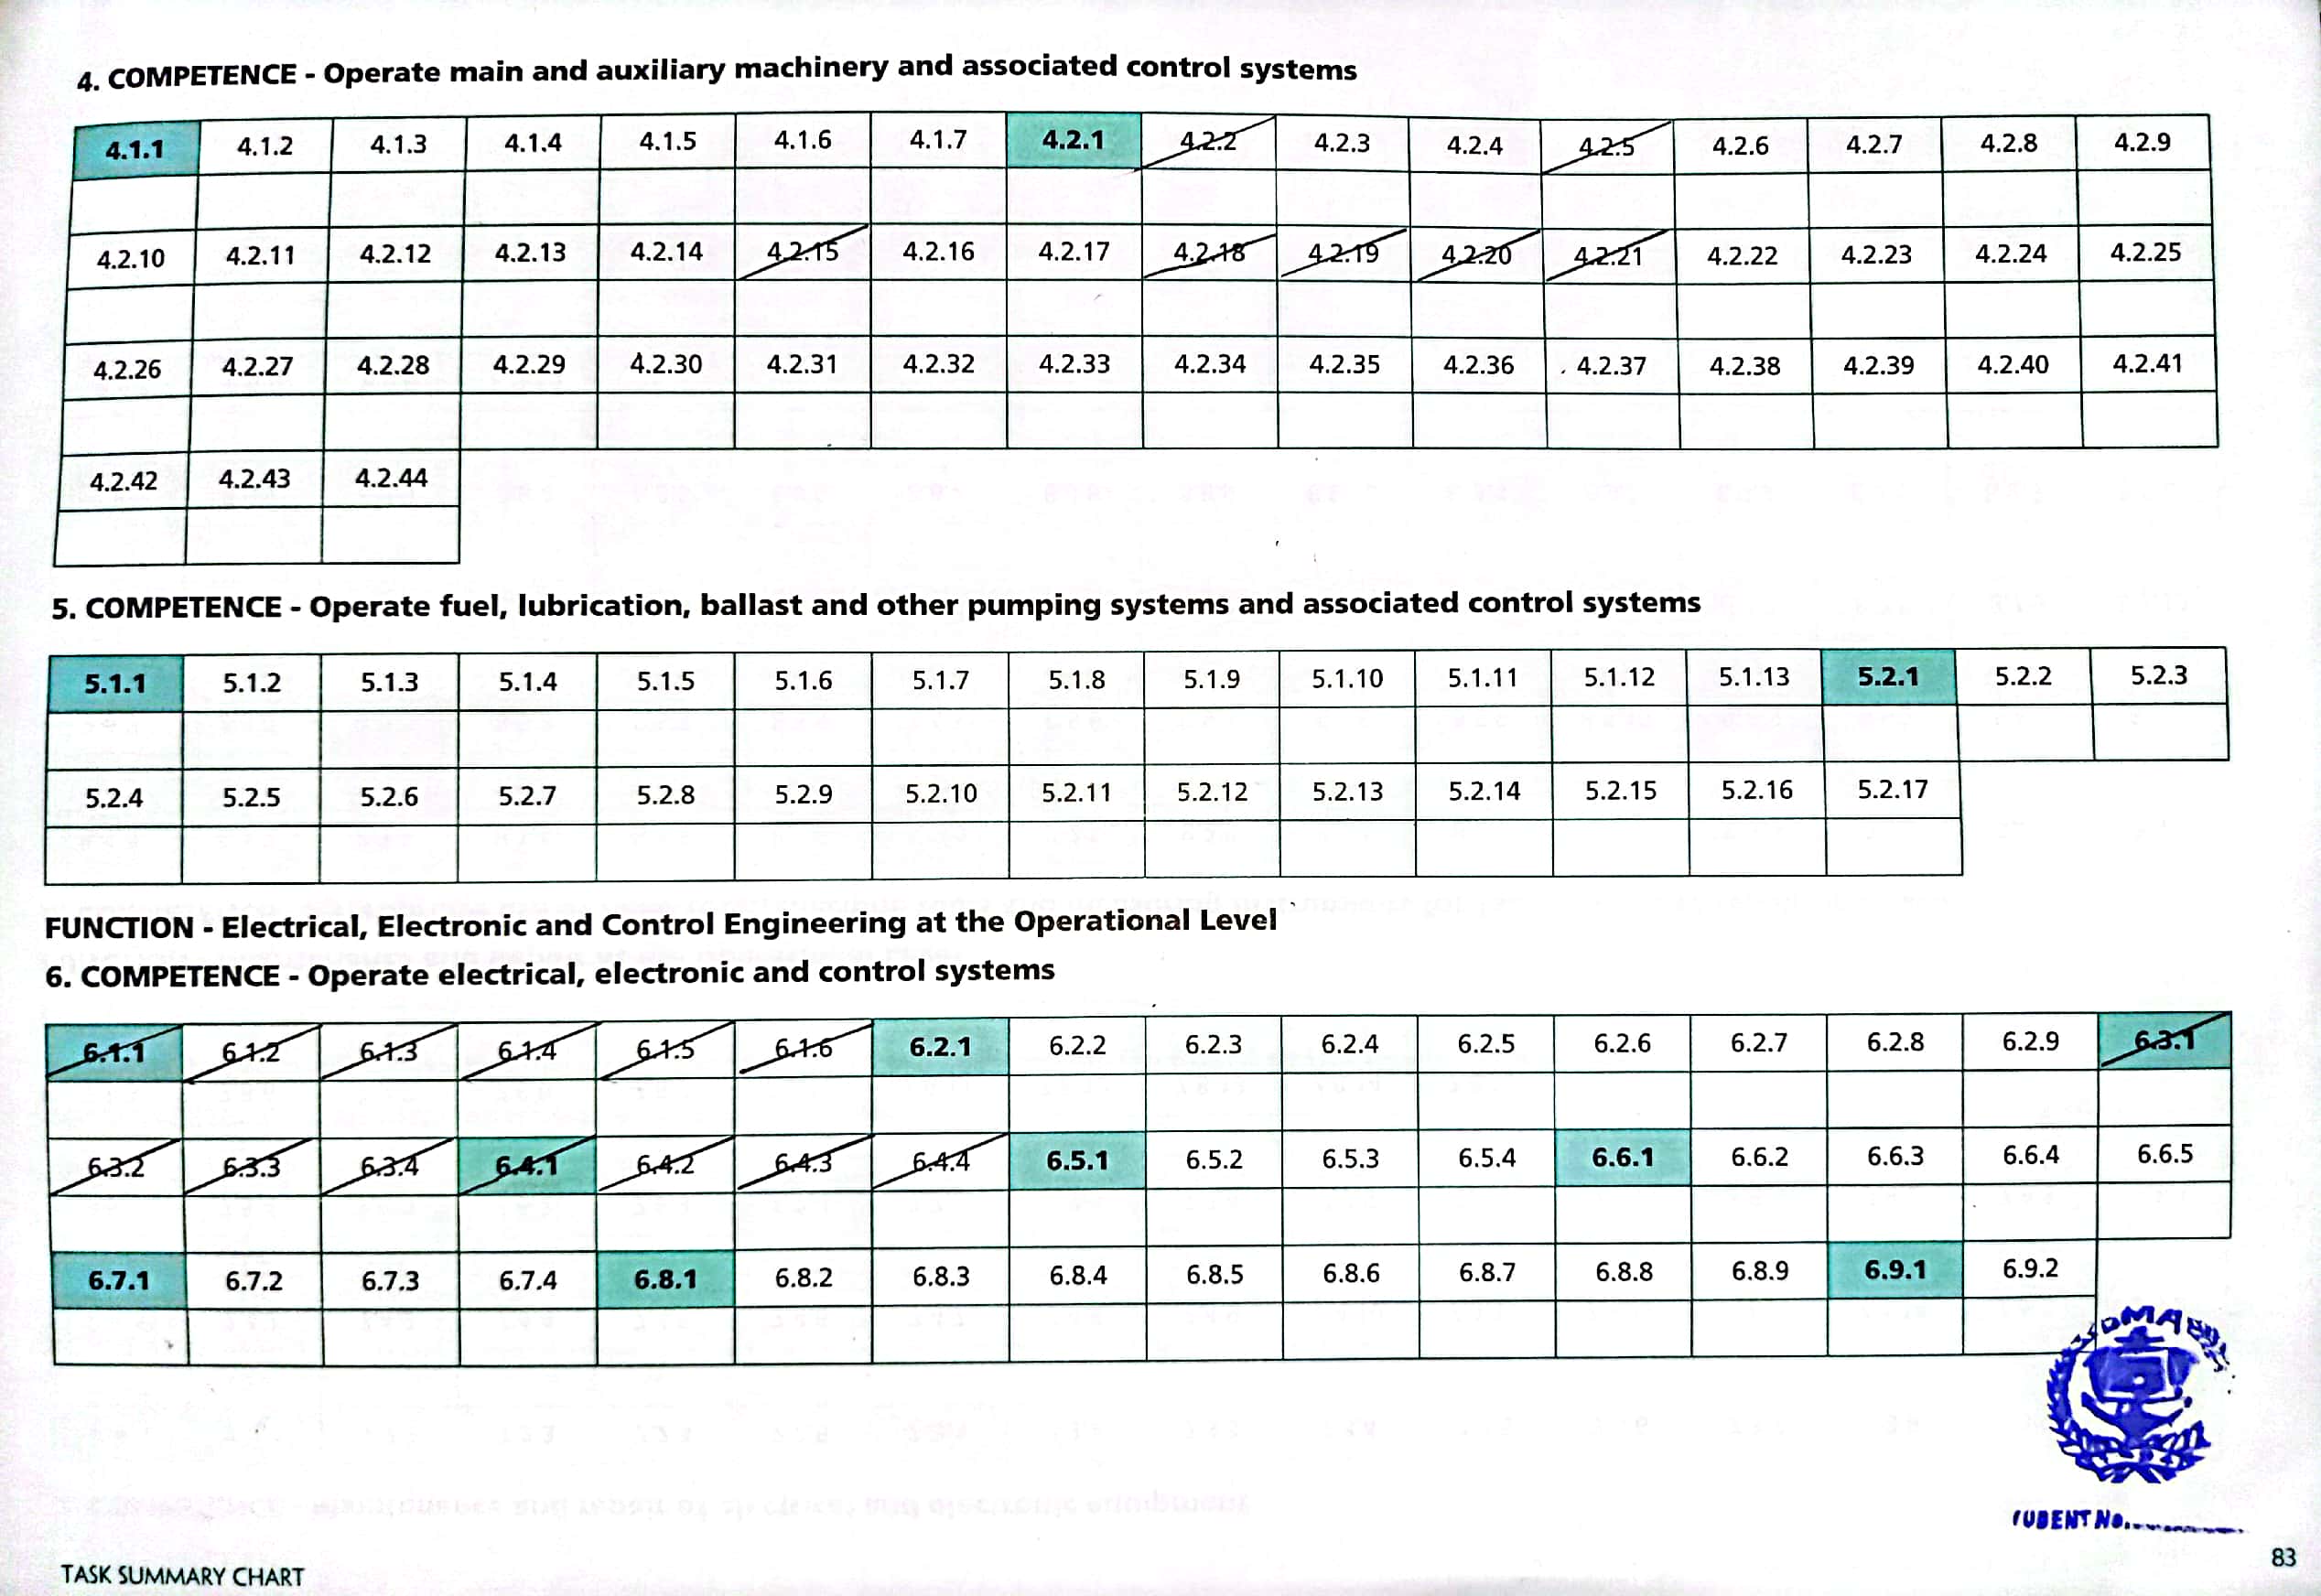 4. COMPETENCE - Operate main and auxiliary machinery and associated control systems
4.1.1 4.1.2 4.1.3 4.1.4 4.1.5 4.1.6 4.1.7 4.2.1 4.2.2 4.2.3 4.2.4 4.2.5 4.2.6 4.2.7 4.2.8 4.2.9
4.2.10 4.2.11 4.2.12 4.2.13 4.2.14 4.2.15 4.2.16 4.2.17 4.2.18 4.2.19 4.2.20 4.2.21 4.2.22 4.2.23 4.2.24 4.2.25
4.2.26 4.2.27 4.2.28 4.2.29 4.2.30 4.2.31 4.2.32 4.2.33 4.2.34 4.2.35 4.2.36 4.2.37 4.2.38 4.2.39 4.2.40 4.2.41
4.2.42 4.2.43 4.2.44
5. COMPETENCE - Operate fuel, lubrication, ballast and other pumping systems and associated control systems
5.1.1 5.1.2 5.1.3 5.1.4 5.1.5 5.1.6 5.1.7 5.1.8 5.1.9 5.1.10 5.1.11 5.1.12 5.1.13 5.2.1 5.2.2 5.2.3
5.2.4 5.2.5 5.2.6 5.2.7 5.2.8 5.2.9 5.2.10 5.2.11 5.2.12 5.2.13 5.2.14 5.2.15 5.2.16 5.2.17
FUNCTION - Electrical, Electronic and Control Engineering at the Operational Level
6. COMPETENCE - Operate electrical, electronic and control systems
6.1.1 6.1.2 6.1.3 6.1.4 6.1.5 6.1.6 6.2.1 6.2.2 6.2.3 6.2.4 6.2.5 6.2.6 6.2.7 6.2.8 6.2.9 6.3.1
6.3.2 6.3.3 6.3.4 6.4.1 6.4.2 6.4.3 6.4.4 6.5.1 6.5.2 6.5.3 6.5.4 6.6.1 6.6.2 6.6.3 6.6.4 6.6.5
6.7.1 6.7.2 6.7.3 6.7.4 6.8.1 6.8.2 6.8.3 6.8.4 6.8.5 6.8.6 6.8.7 6.8.8 6.8.9 6.9.1 6.9.2
UDENT No.
83
TASK SUMMARY CHART